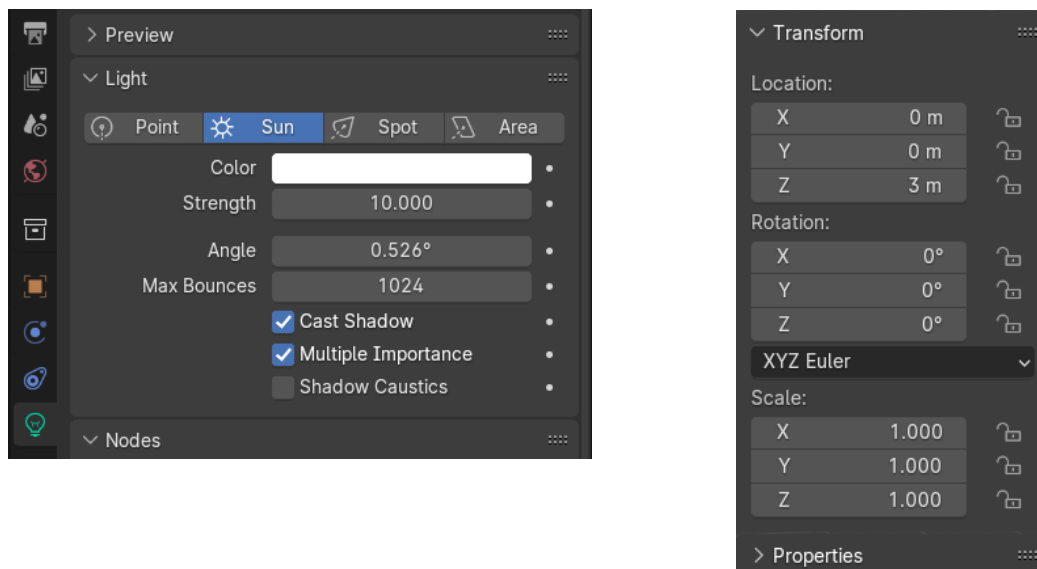 Preview
Light
Point Sun Spot Area
Color
Strength 10.000
Angle 0.526°
Max Bounces 1024
Cast Shadow
Multiple Importance
Shadow Caustics
Nodes
Transform
Location:
X 0 m
Y 0 m
Z 3 m
Rotation:
X 0°
Y 0°
Z 0°
XYZ Euler
Scale:
X 1.000
Y 1.000
Z 1.000
Properties